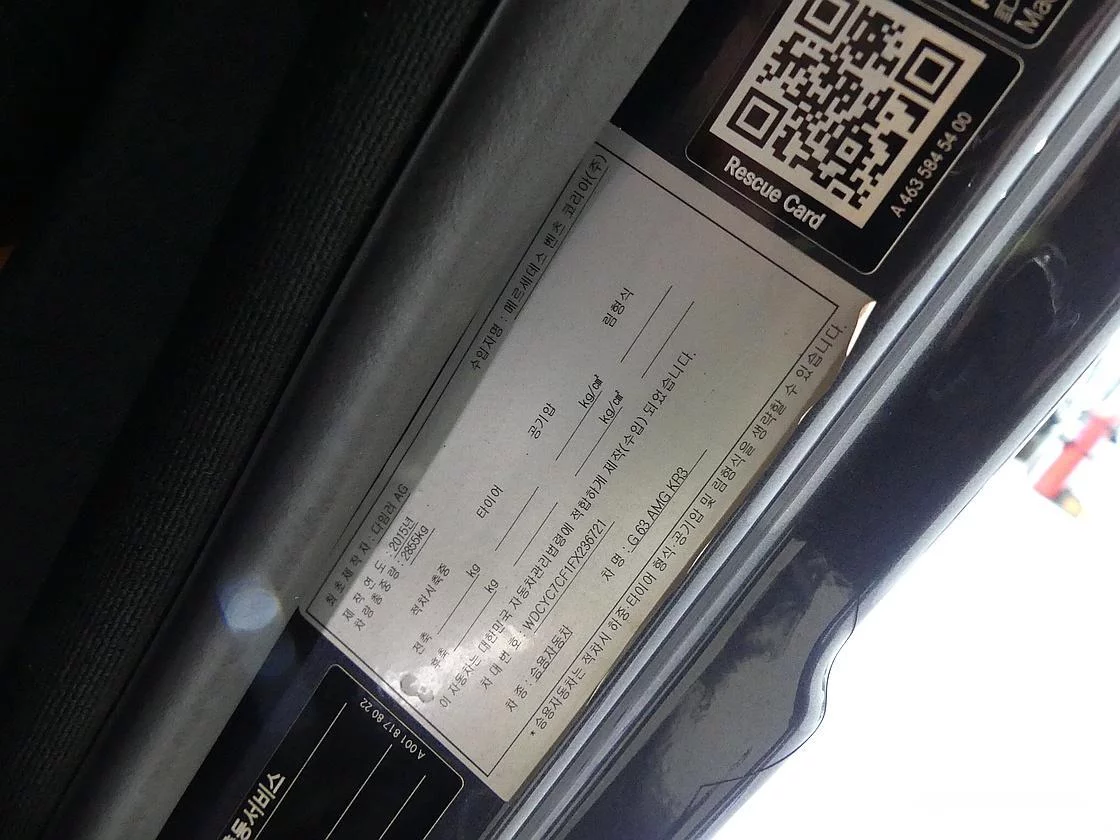 Rescue Card
A 463 584 54 00
최초제작자 : 다임러 AG 수입자명 : 메르세데스 벤츠 코리아(주)
제작연도 : 2015년
차량총중량 : 2855kg
적차시축중 타이어 공기압 림형식
전축 kg kg/㎠
후축 kg kg/㎠
이 자동차는 대한민국 자동차관리법령에 적합하게 제작(수입) 되었습니다.
차대번호 : WDCYC7CF1FX236721
차종 : 승용자동차 차명 : G 63 AMG KR3
* 승용자동차는 적차시 하중 타이어 형식 공기압 및 림형식을 생략할 수 있습니다.
A 001 817 80 22
출동서비스